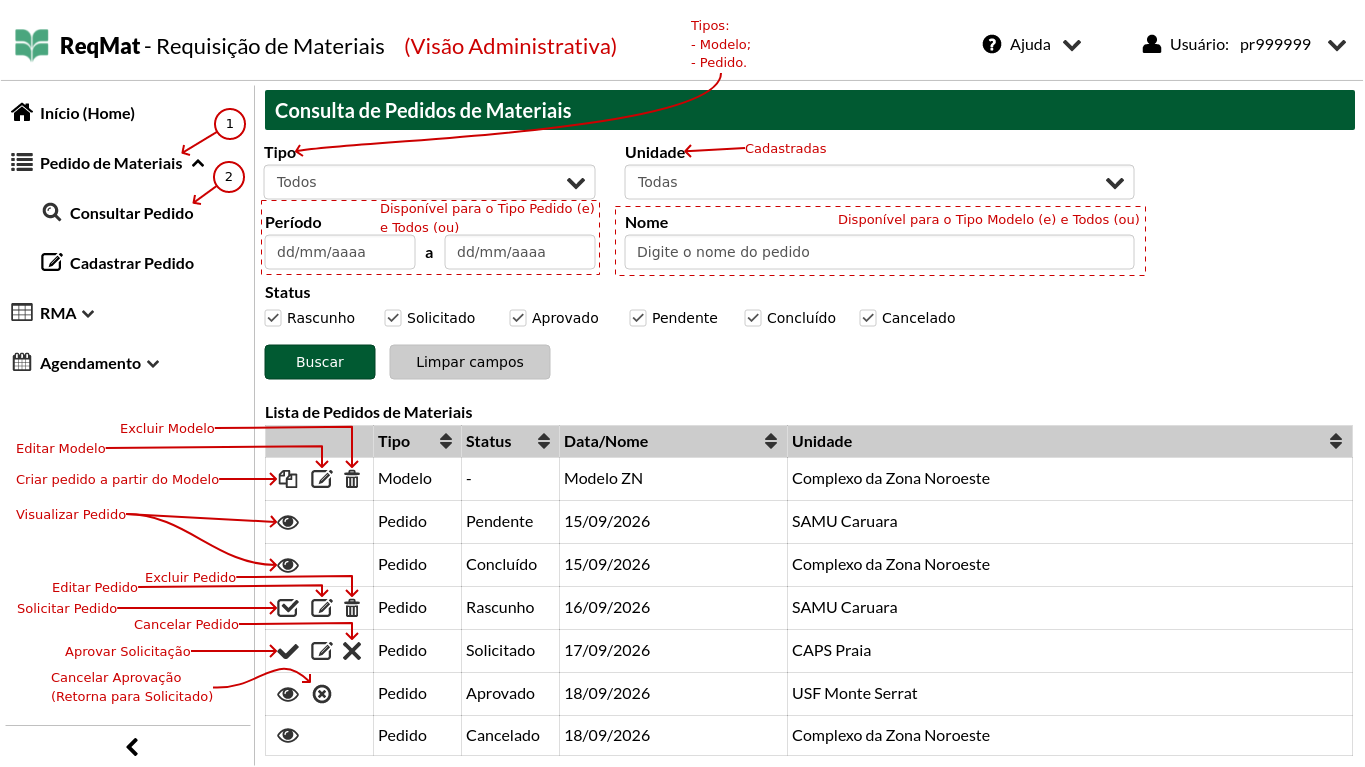 Tipos:
- Modelo;
- Pedido.
ReqMat - Requisição de Materiais (Visão Administrativa)
Ajuda
Usuário: pr999999
Início (Home)
1
Pedido de Materiais
2
Consultar Pedido
Cadastrar Pedido
RMA
Agendamento
Consulta de Pedidos de Materiais
Tipo
Unidade
Cadastradas
Todos
Todas
Período
Disponível para o Tipo Pedido (e)
e Todos (ou)
Nome
Disponível para o Tipo Modelo (e) e Todos (ou)
dd/mm/aaaa a dd/mm/aaaa
Digite o nome do pedido
Status
Rascunho Solicitado Aprovado Pendente Concluído Cancelado
Buscar
Limpar campos
Lista de Pedidos de Materiais
Tipo Status Data/Nome Unidade
Modelo - Modelo ZN Complexo da Zona Noroeste
Pedido Pendente 15/09/2026 SAMU Caruara
Pedido Concluído 15/09/2026 Complexo da Zona Noroeste
Pedido Rascunho 16/09/2026 SAMU Caruara
Pedido Solicitado 17/09/2026 CAPS Praia
Pedido Aprovado 18/09/2026 USF Monte Serrat
Pedido Cancelado 18/09/2026 Complexo da Zona Noroeste
Excluir Modelo
Editar Modelo
Criar pedido a partir do Modelo
Visualizar Pedido
Excluir Pedido
Editar Pedido
Solicitar Pedido
Cancelar Pedido
Aprovar Solicitação
Cancelar Aprovação
(Retorna para Solicitado)